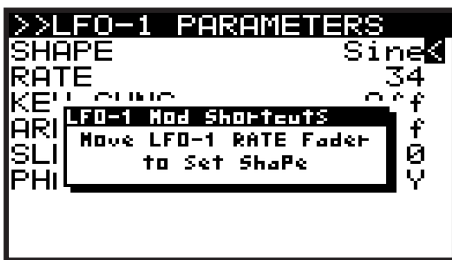 >>LFO-1 PARAMETERS
SHAPE Sine<
RATE 34
LFO-1 Mod Shortcuts
Move LFO-1 RATE Fader
to Set Shape